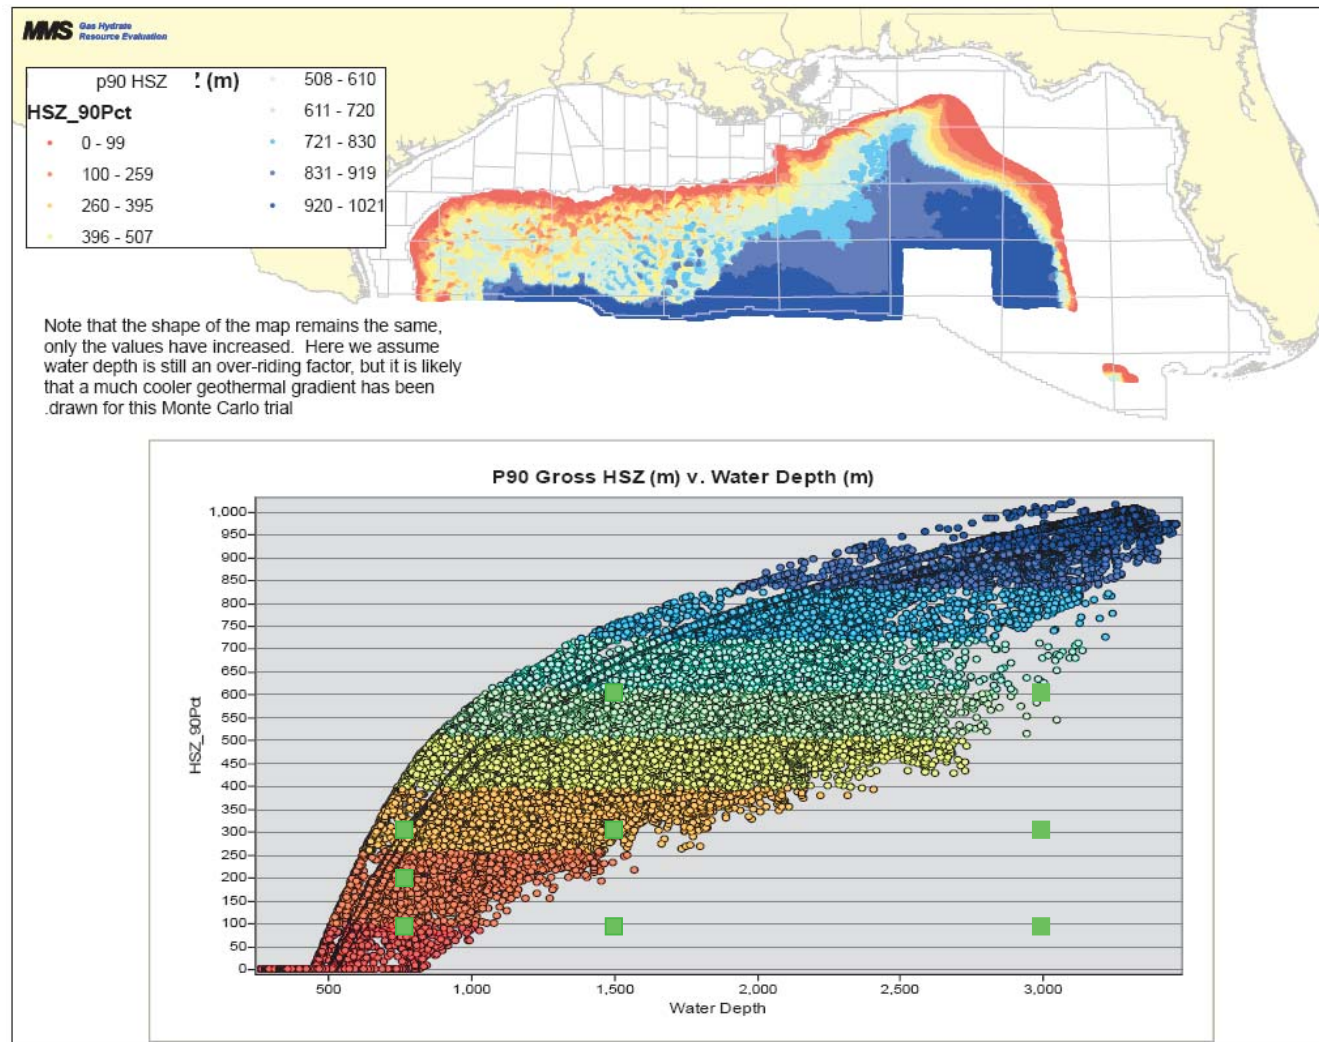 MMS Gas Hydrate
Resource Evaluation
p90 HSZ (m)
HSZ_90Pct
0 - 99
100 - 259
260 - 395
396 - 507
508 - 610
611 - 720
721 - 830
831 - 919
920 - 1021
Note that the shape of the map remains the same,
only the values have increased. Here we assume
water depth is still an over-riding factor, but it is likely
that a much cooler geothermal gradient has been
.drawn for this Monte Carlo trial
P90 Gross HSZ (m) v. Water Depth (m)
1,000
950
900
850
800
750
700
650
600
550
500
450
400
350
300
250
200
150
100
50
0
HSZ_90Pct
500 1,000 1,500 2,000 2,500 3,000
Water Depth